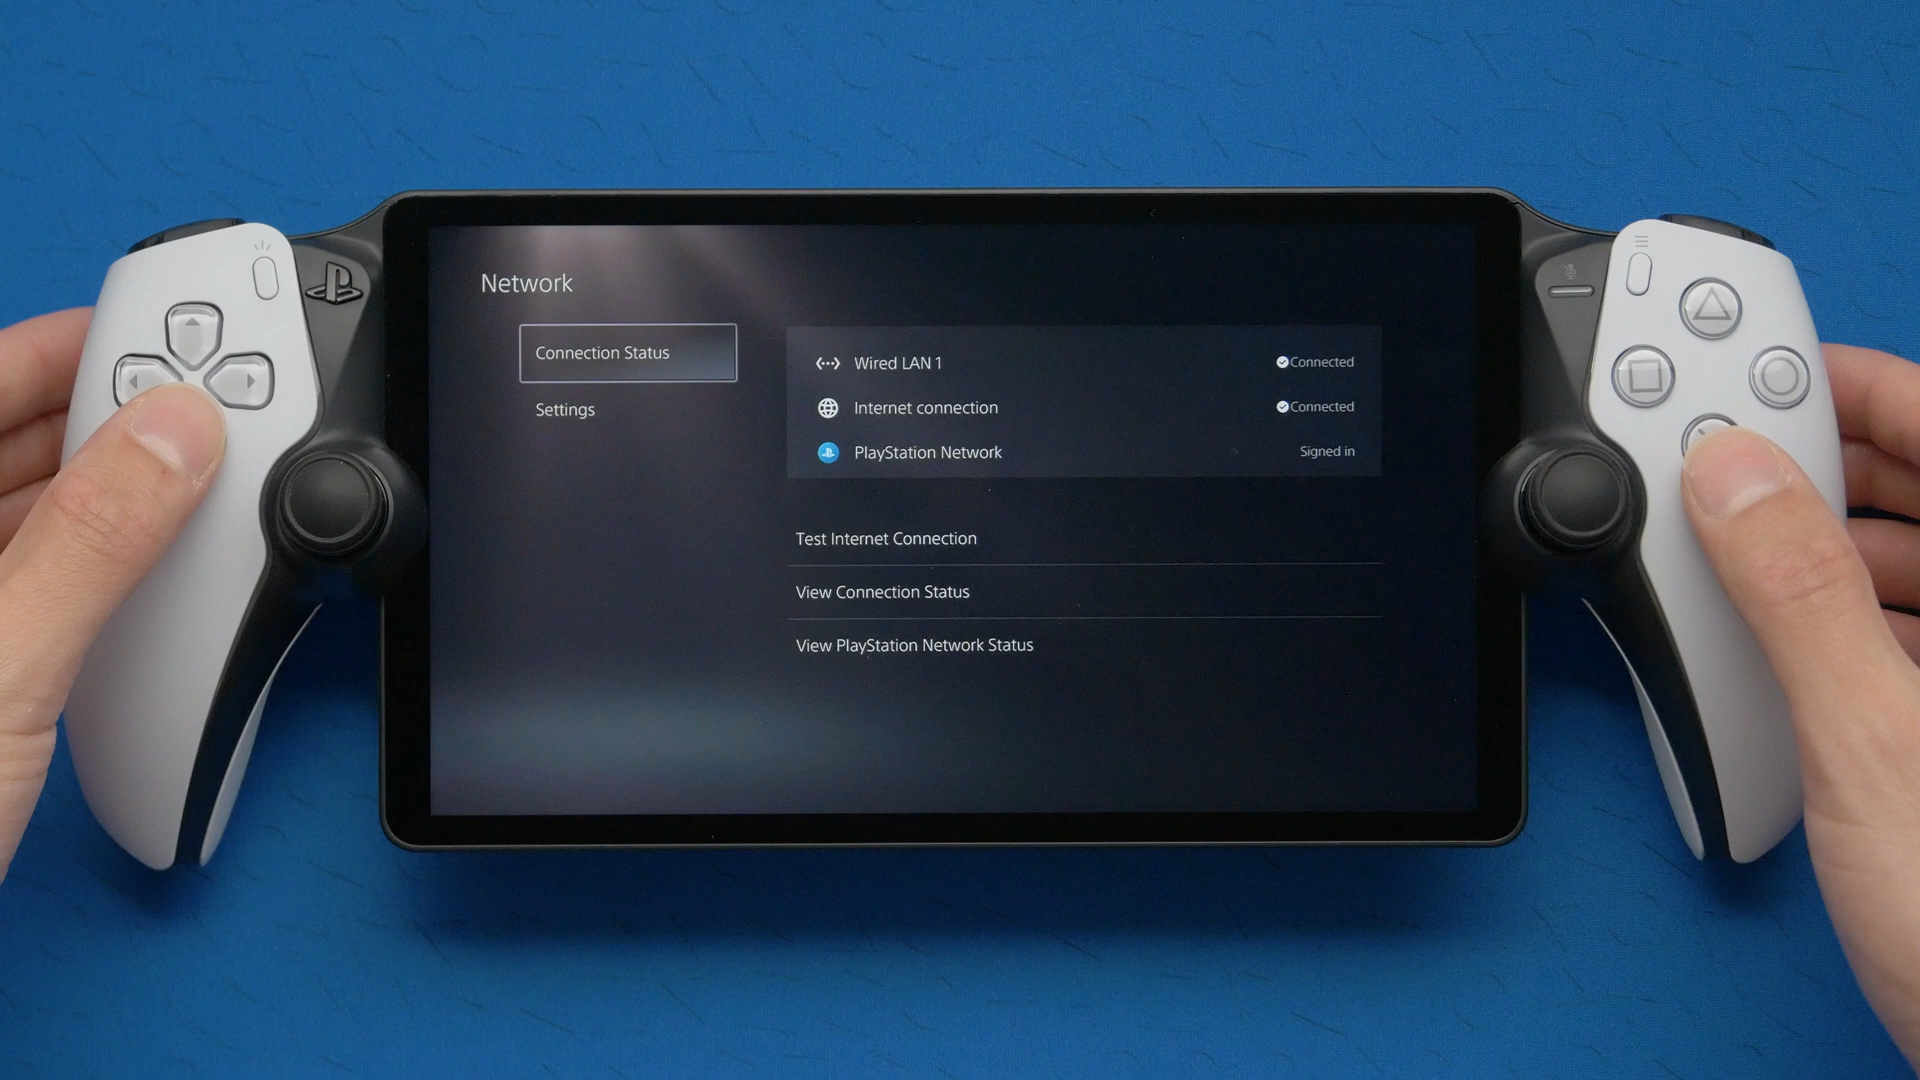 Network
Connection Status
Settings
Wired LAN 1
Connected
Internet connection
Connected
PlayStation Network
Signed in
Test Internet Connection
View Connection Status
View PlayStation Network Status